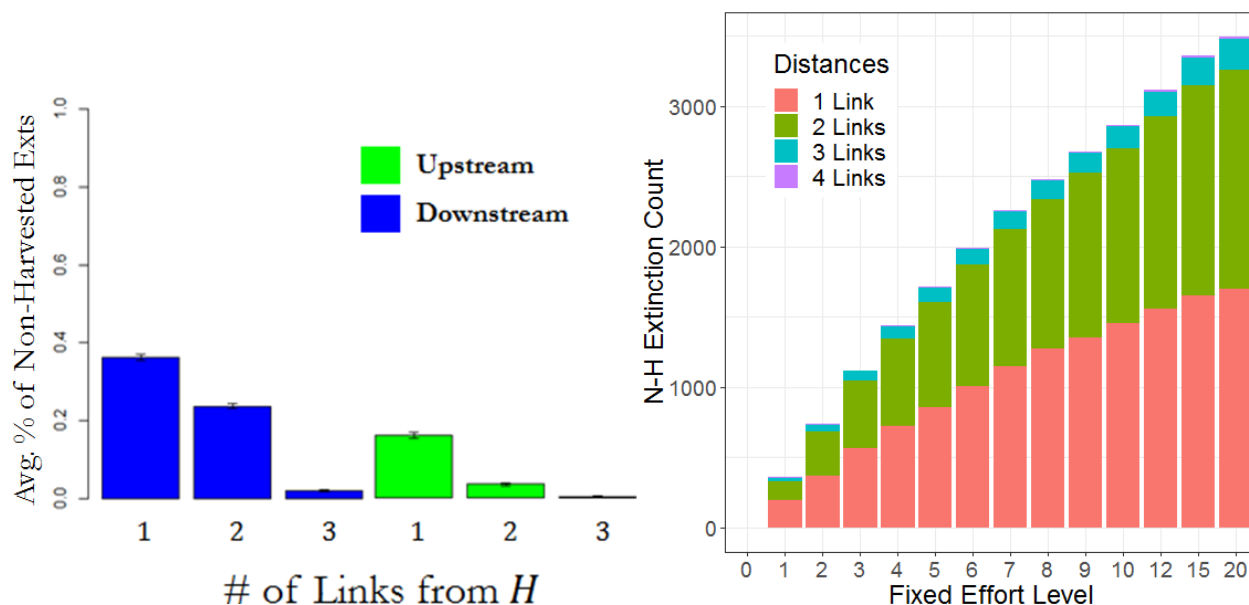 Avg. % of Non-Harvested Exts
1.0
0.8
0.6
0.4
0.2
0.0
Upstream
Downstream
1 2 3 1 2 3
# of Links from H
N-H Extinction Count
3000
2000
1000
0
Distances
1 Link
2 Links
3 Links
4 Links
0 1 2 3 4 5 6 7 8 9 10 12 15 20
Fixed Effort Level